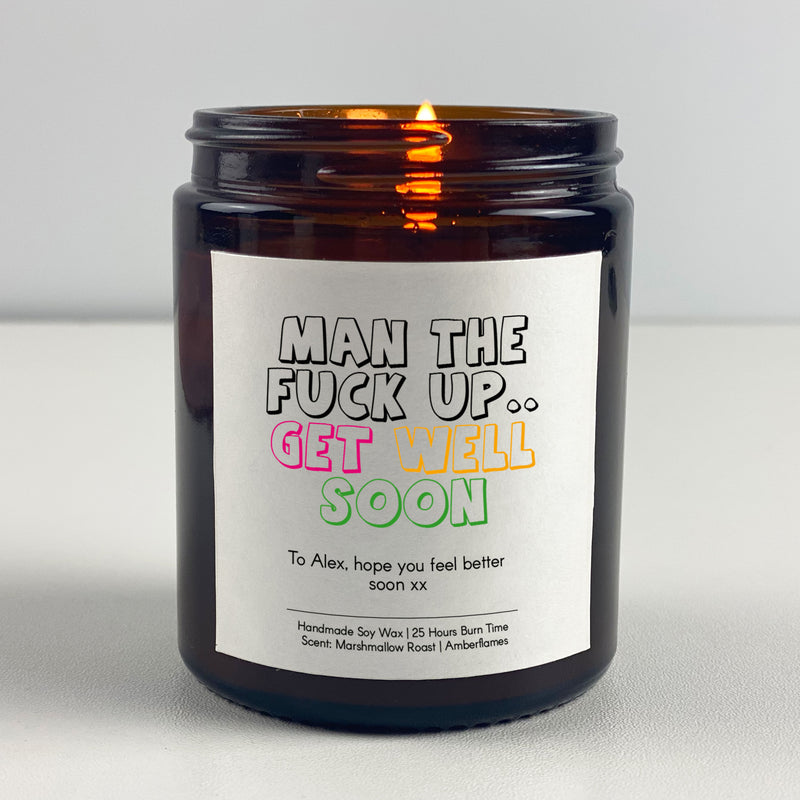 MAN THE
FUCK UP..
GET WELL
SOON
To Alex, hope you feel better
soon xx
Handmade Soy Wax | 25 Hours Burn Time
Scent: Marshmallow Roast | Amberflames